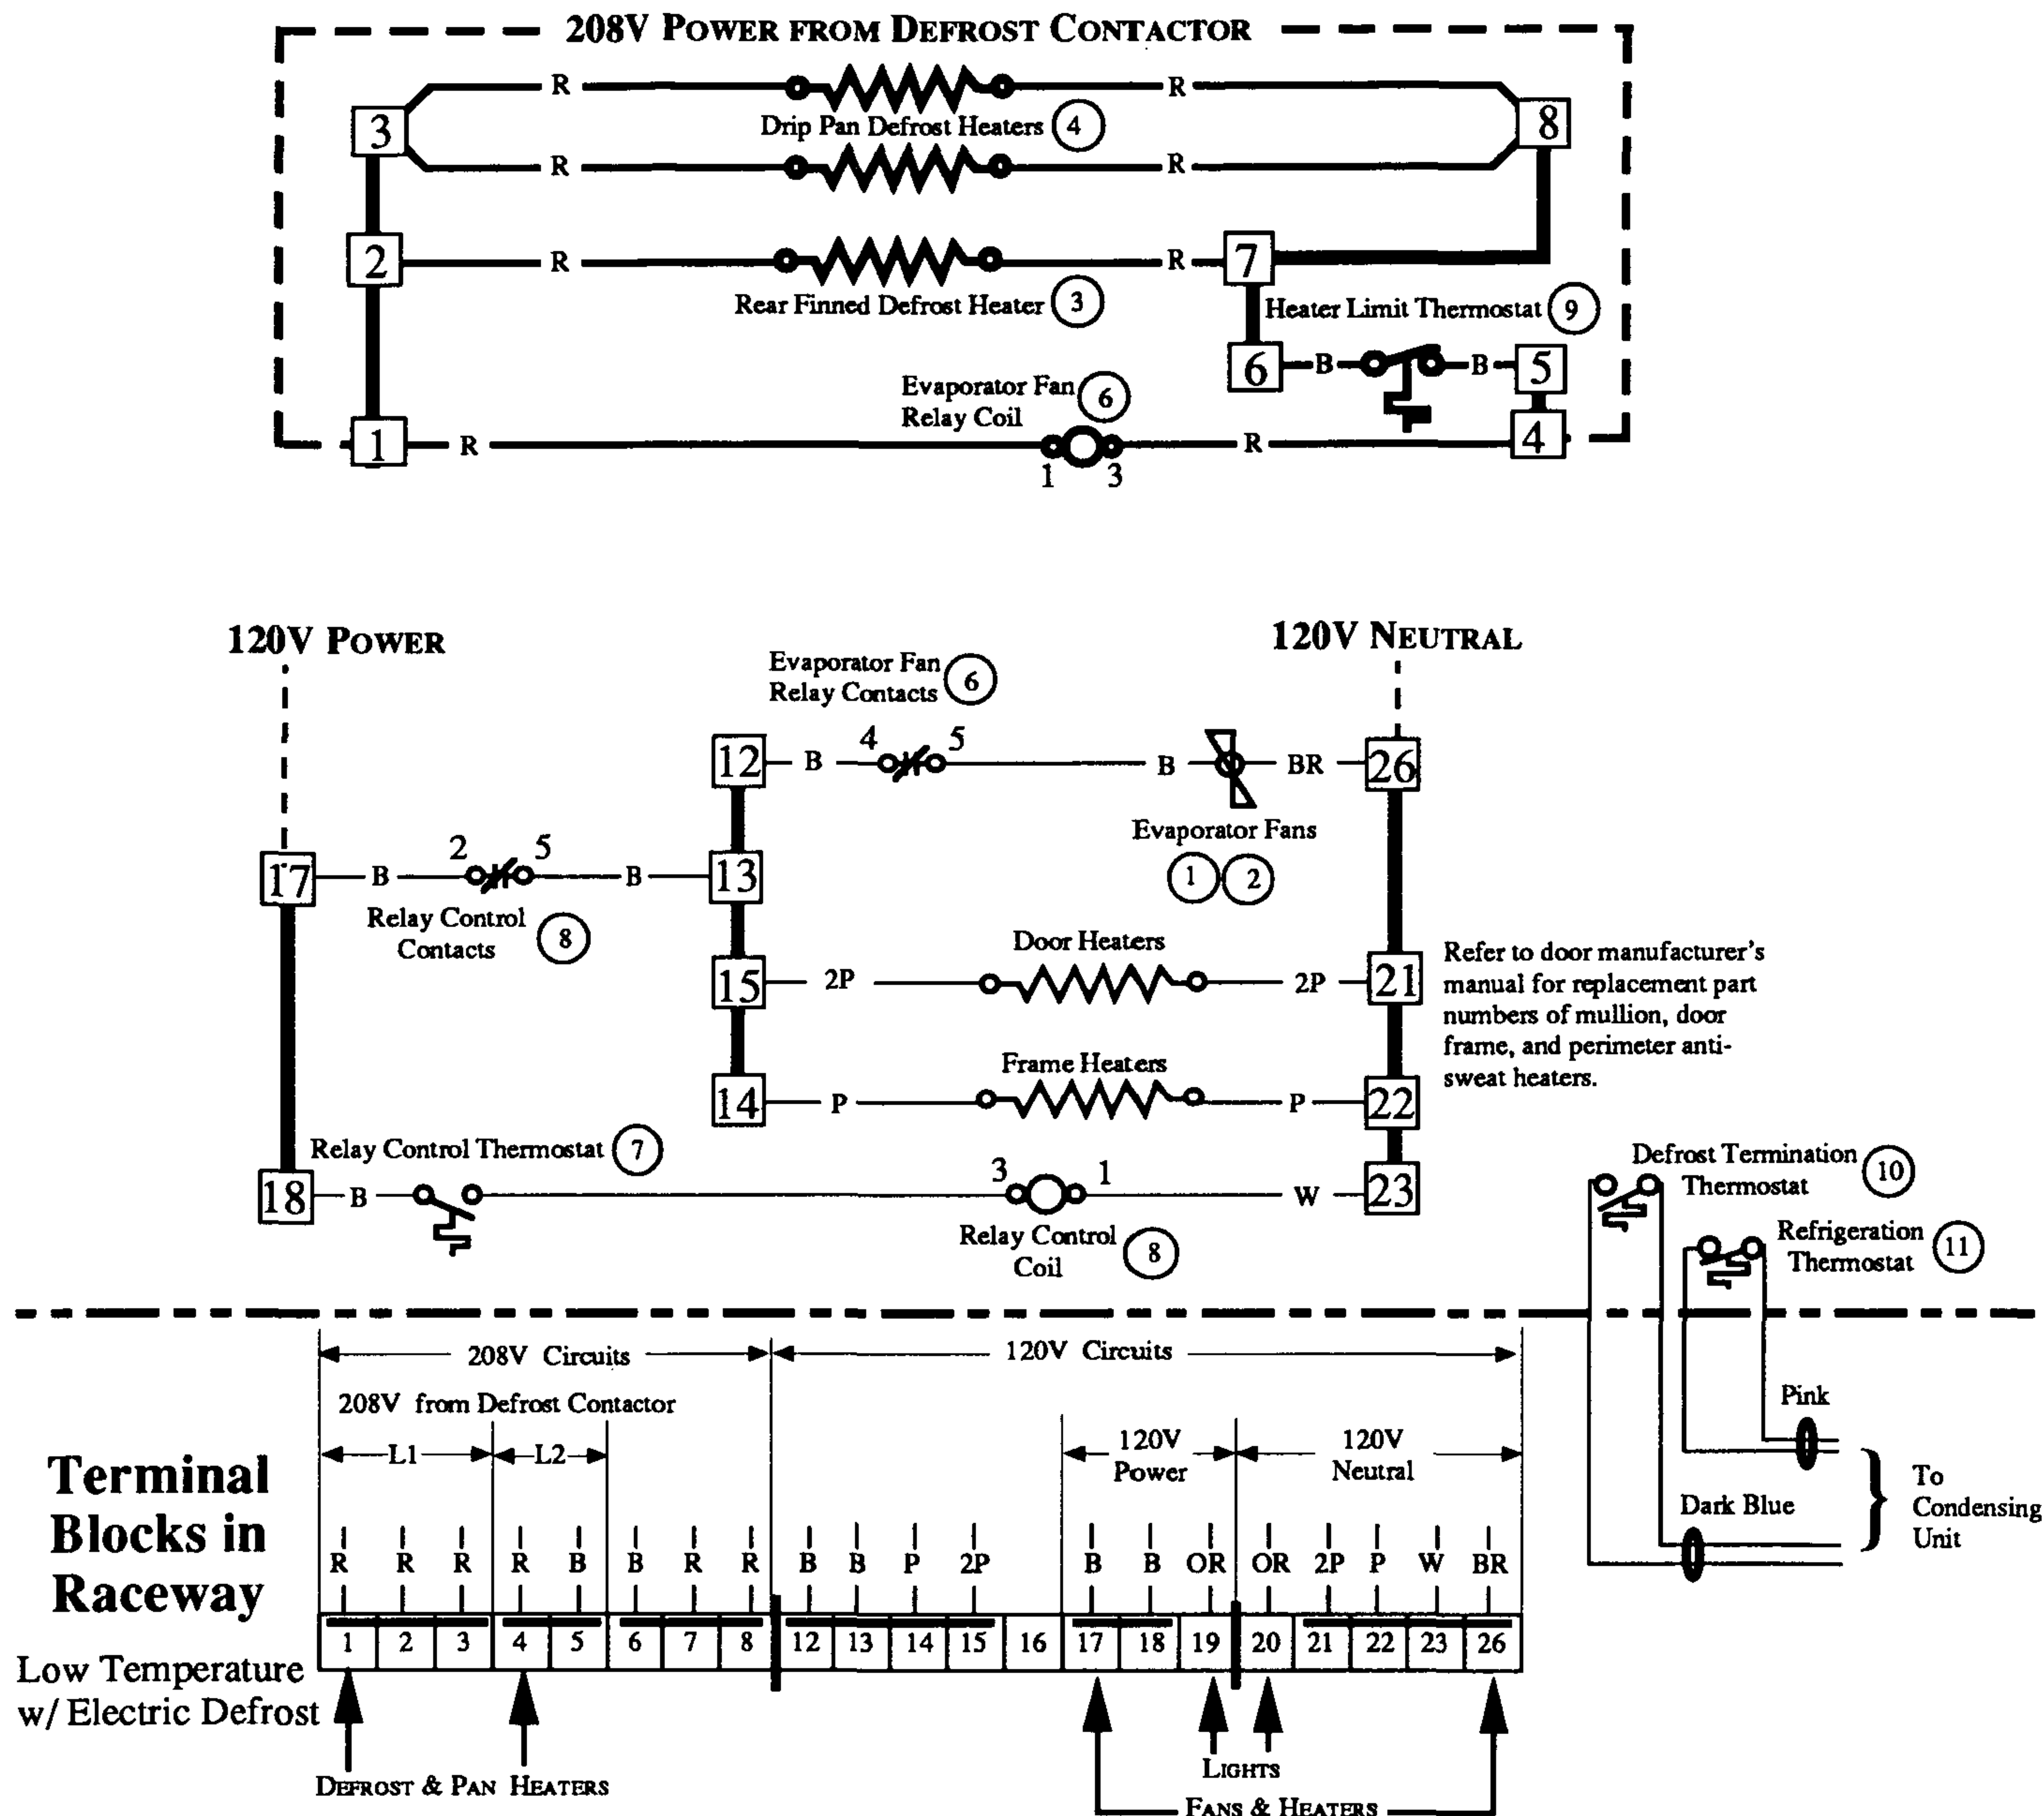 208V POWER FROM DEFROST CONTACTOR
R R
3 8
Drip Pan Defrost Heaters 4
R R
2 R R 7
Rear Finned Defrost Heater 3
Heater Limit Thermostat 9
6 B B 5
Evaporator Fan
Relay Coil 6
1 R R 4
1 3
120V POWER
120V NEUTRAL
Evaporator Fan
Relay Contacts 6
12 B 4 5 B BR 26
Evaporator Fans
1 2
17 B 2 5 B 13
Relay Control
Contacts 8
Door Heaters
15 2P 2P 21
Refer to door manufacturer's
manual for replacement part
numbers of mullion, door
frame, and perimeter anti-
sweat heaters.
Frame Heaters
14 P P 22
Relay Control Thermostat 7
18 B 3 1 W 23
Relay Control
Coil 8
Defrost Termination
Thermostat 10
Refrigeration
Thermostat 11
208V Circuits
120V Circuits
208V from Defrost Contactor
L1 L2
120V
Power
120V
Neutral
Pink
Dark Blue
To
Condensing
Unit
Terminal
Blocks in
Raceway
R R R R B B R R B B P 2P B B OR OR 2P P W BR
1 2 3 4 5 6 7 8 12 13 14 15 16 17 18 19 20 21 22 23 26
Low Temperature
w/ Electric Defrost
DEFROST & PAN HEATERS
LIGHTS
FANS & HEATERS